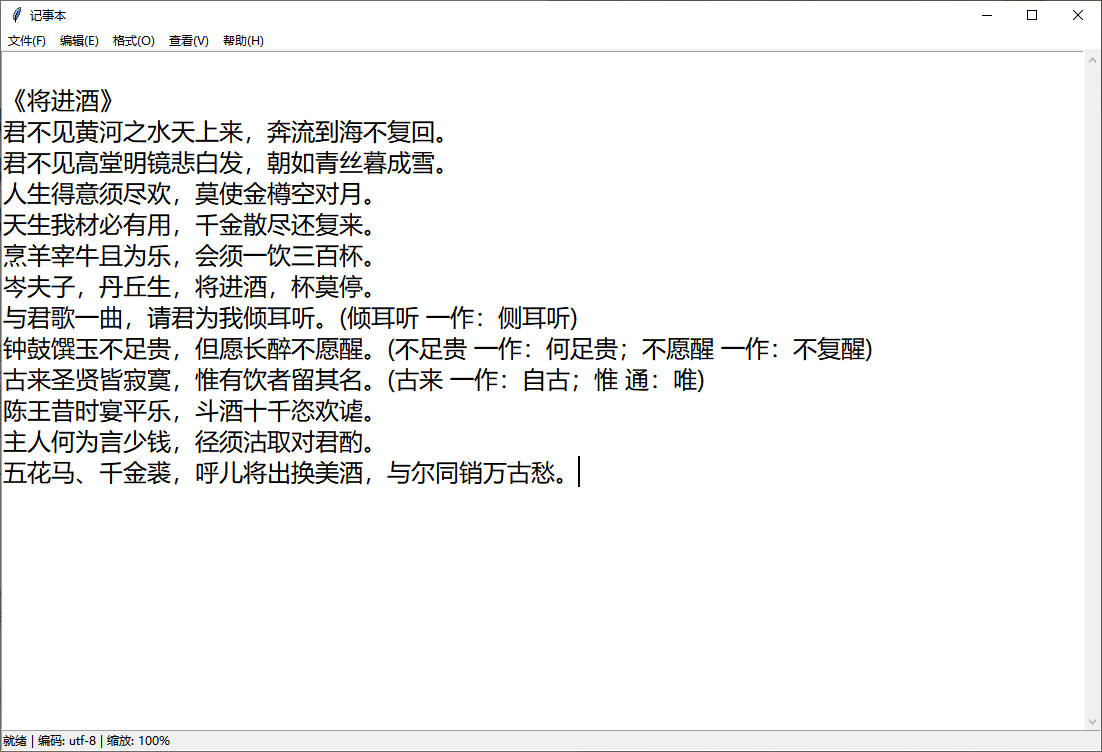 记事本
文件(F) 编辑(E) 格式(O) 查看(V) 帮助(H)
《将进酒》
君不见黄河之水天上来，奔流到海不复回。
君不见高堂明镜悲白发，朝如青丝暮成雪。
人生得意须尽欢，莫使金樽空对月。
天生我材必有用，千金散尽还复来。
烹羊宰牛且为乐，会须一饮三百杯。
岑夫子，丹丘生，将进酒，杯莫停。
与君歌一曲，请君为我倾耳听。(倾耳听 一作：侧耳听)
钟鼓馔玉不足贵，但愿长醉不愿醒。(不足贵 一作：何足贵；不愿醒 一作：不复醒)
古来圣贤皆寂寞，惟有饮者留其名。(古来 一作：自古；惟 通：唯)
陈王昔时宴平乐，斗酒十千恣欢谑。
主人何为言少钱，径须沽取对君酌。
五花马、千金裘，呼儿将出换美酒，与尔同销万古愁。
就绪 | 编码: utf-8 | 缩放: 100%